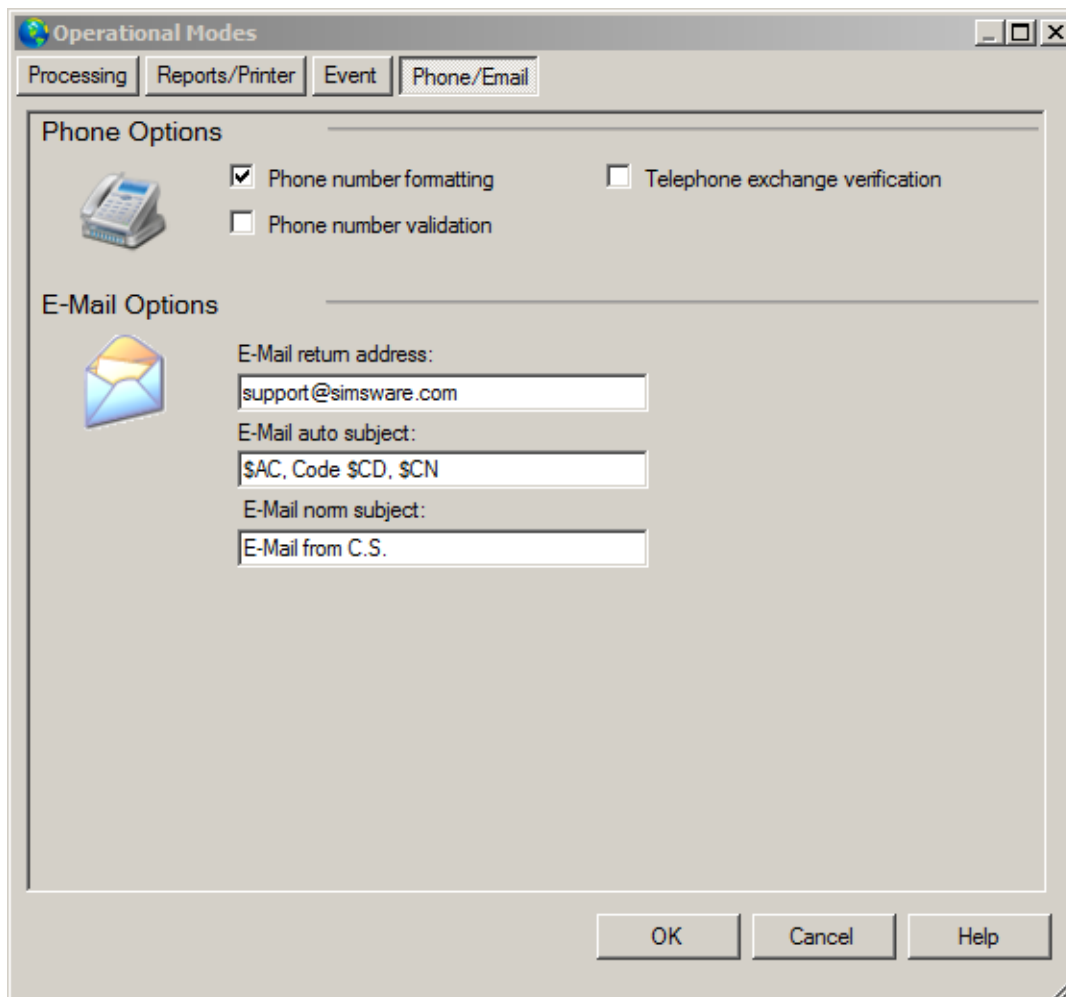 Operational Modes
Processing Reports/Printer Event Phone/Email
Phone Options
Phone number formatting Telephone exchange verification
Phone number validation
E-Mail Options
E-Mail return address:
support@simsware.com
E-Mail auto subject:
$AC, Code $CD, $CN
E-Mail norm subject:
E-Mail from C.S.
OK Cancel Help